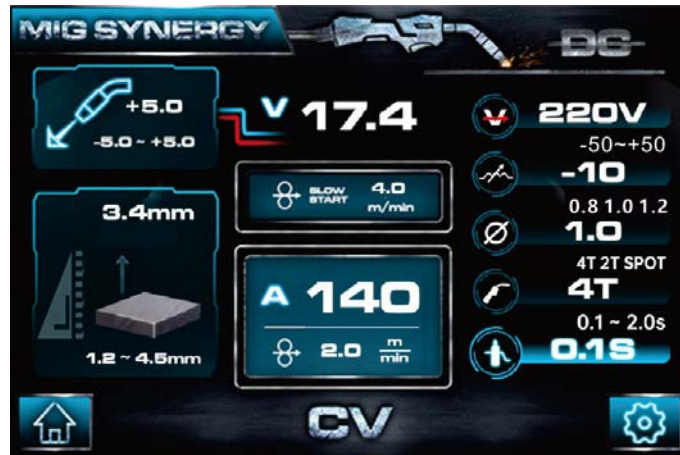 MIG SYNERGY
DC
+5.0
-5.0 ~ +5.0
V 17.4
220V
-50~+50
-10
SLOW START 4.0 m/min
3.4mm
0.8 1.0 1.2
1.0
4T 2T SPOT
4T
A 140
2.0 m/min
0.1 ~ 2.0s
0.1S
1.2 ~ 4.5mm
CV